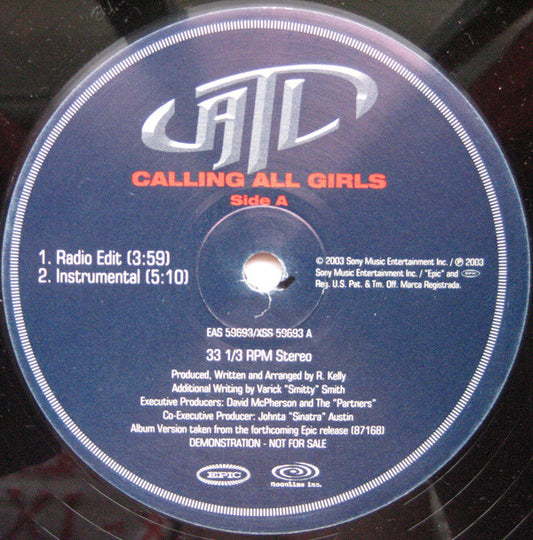 ATL
CALLING ALL GIRLS
Side A
1. Radio Edit (3:59)
2. Instrumental (5:10)
© 2003 Sony Music Entertainment Inc. / ℗ 2003
Sony Music Entertainment Inc. / "Epic" and EPIC
Reg. U.S. Pat. & Tm. Off. Marca Registrada.
EAS 59693/XSS 59693 A
33 1/3 RPM Stereo
Produced, Written and Arranged by R. Kelly
Additional Writing by Varick "Smitty" Smith
Executive Producers: David McPherson and The "Partners"
Co-Executive Producer: Johnta "Sinatra" Austin
Album Version taken from the forthcoming Epic release (87168)
DEMONSTRATION - NOT FOR SALE
EPIC
Noontime inc.